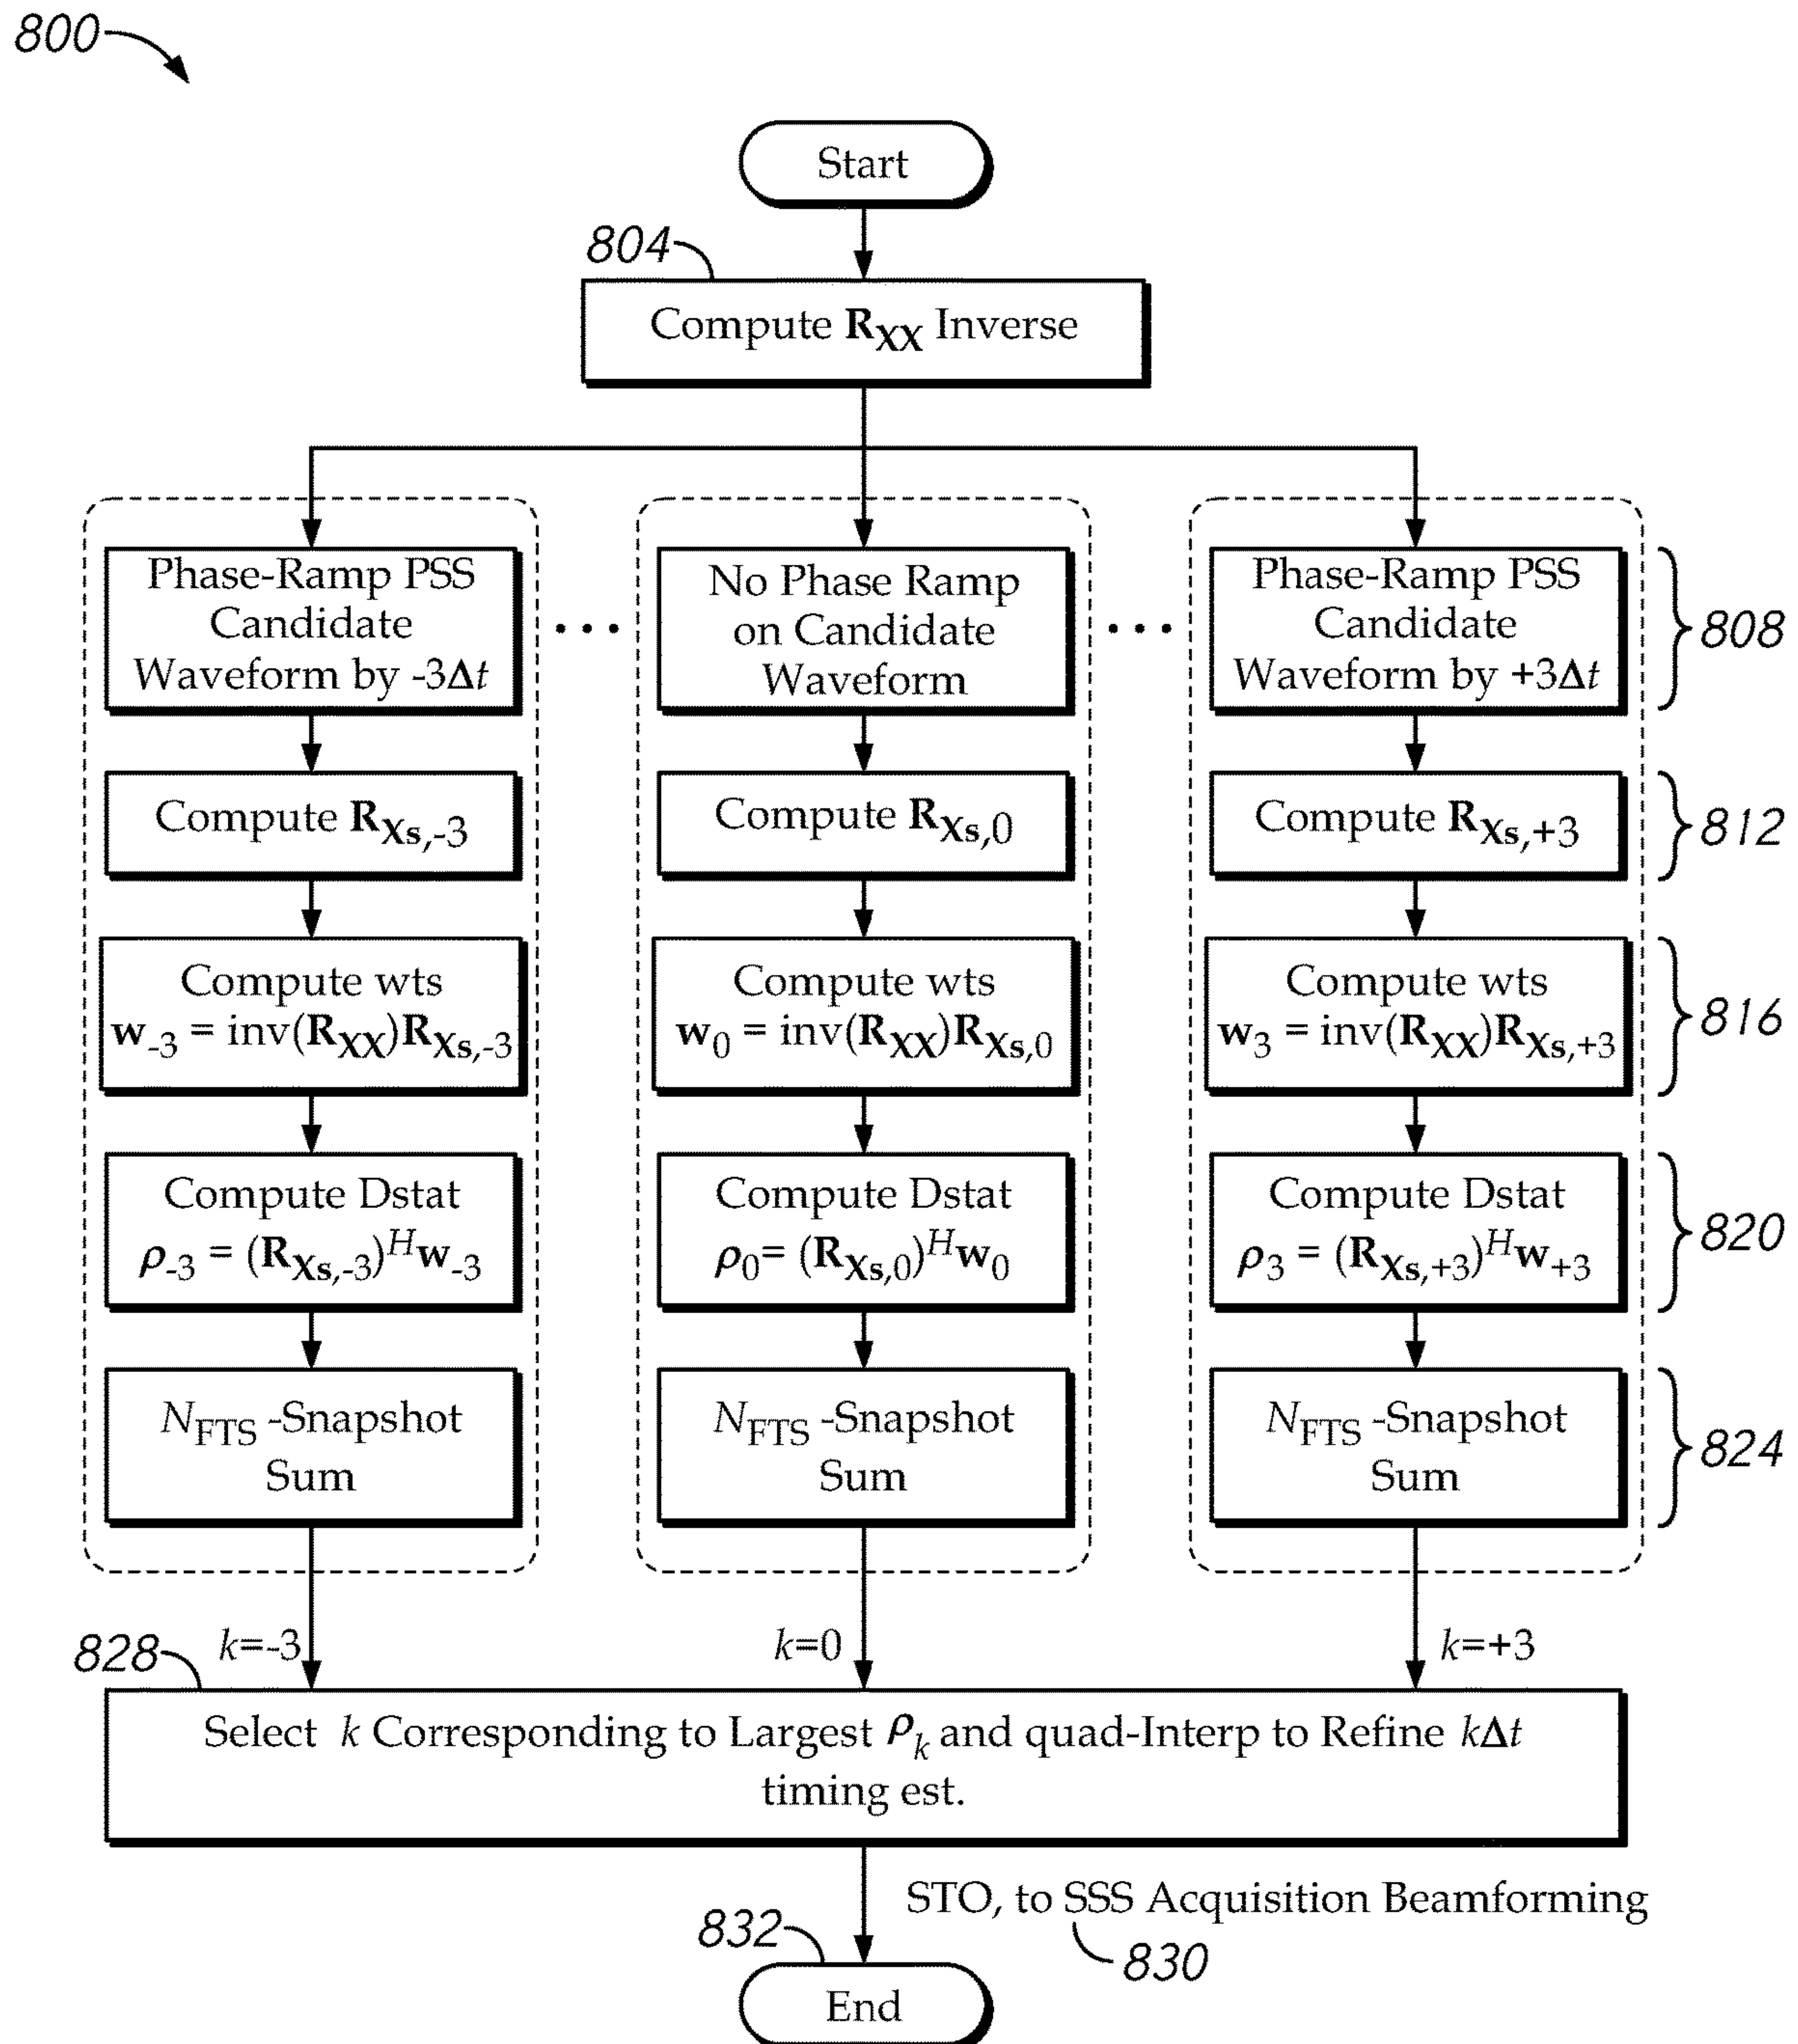 800
Start
804
Compute R_XX Inverse
Phase-Ramp PSS
Candidate
Waveform by -3Δt
...
No Phase Ramp
on Candidate
Waveform
...
Phase-Ramp PSS
Candidate
Waveform by +3Δt
808
Compute R_Xs,-3
Compute R_Xs,0
Compute R_Xs,+3
812
Compute wts
w_-3 = inv(R_XX)R_Xs,-3
Compute wts
w_0 = inv(R_XX)R_Xs,0
Compute wts
w_3 = inv(R_XX)R_Xs,+3
816
Compute Dstat
ρ_-3 = (R_Xs,-3)^H w_-3
Compute Dstat
ρ_0= (R_Xs,0)^H w_0
Compute Dstat
ρ_3 = (R_Xs,+3)^H w_+3
820
N_FTS -Snapshot
Sum
N_FTS -Snapshot
Sum
N_FTS -Snapshot
Sum
824
828
k=-3
k=0
k=+3
Select k Corresponding to Largest ρ_k and quad-Interp to Refine kΔt
timing est.
STO, to SSS Acquisition Beamforming
832
830
End